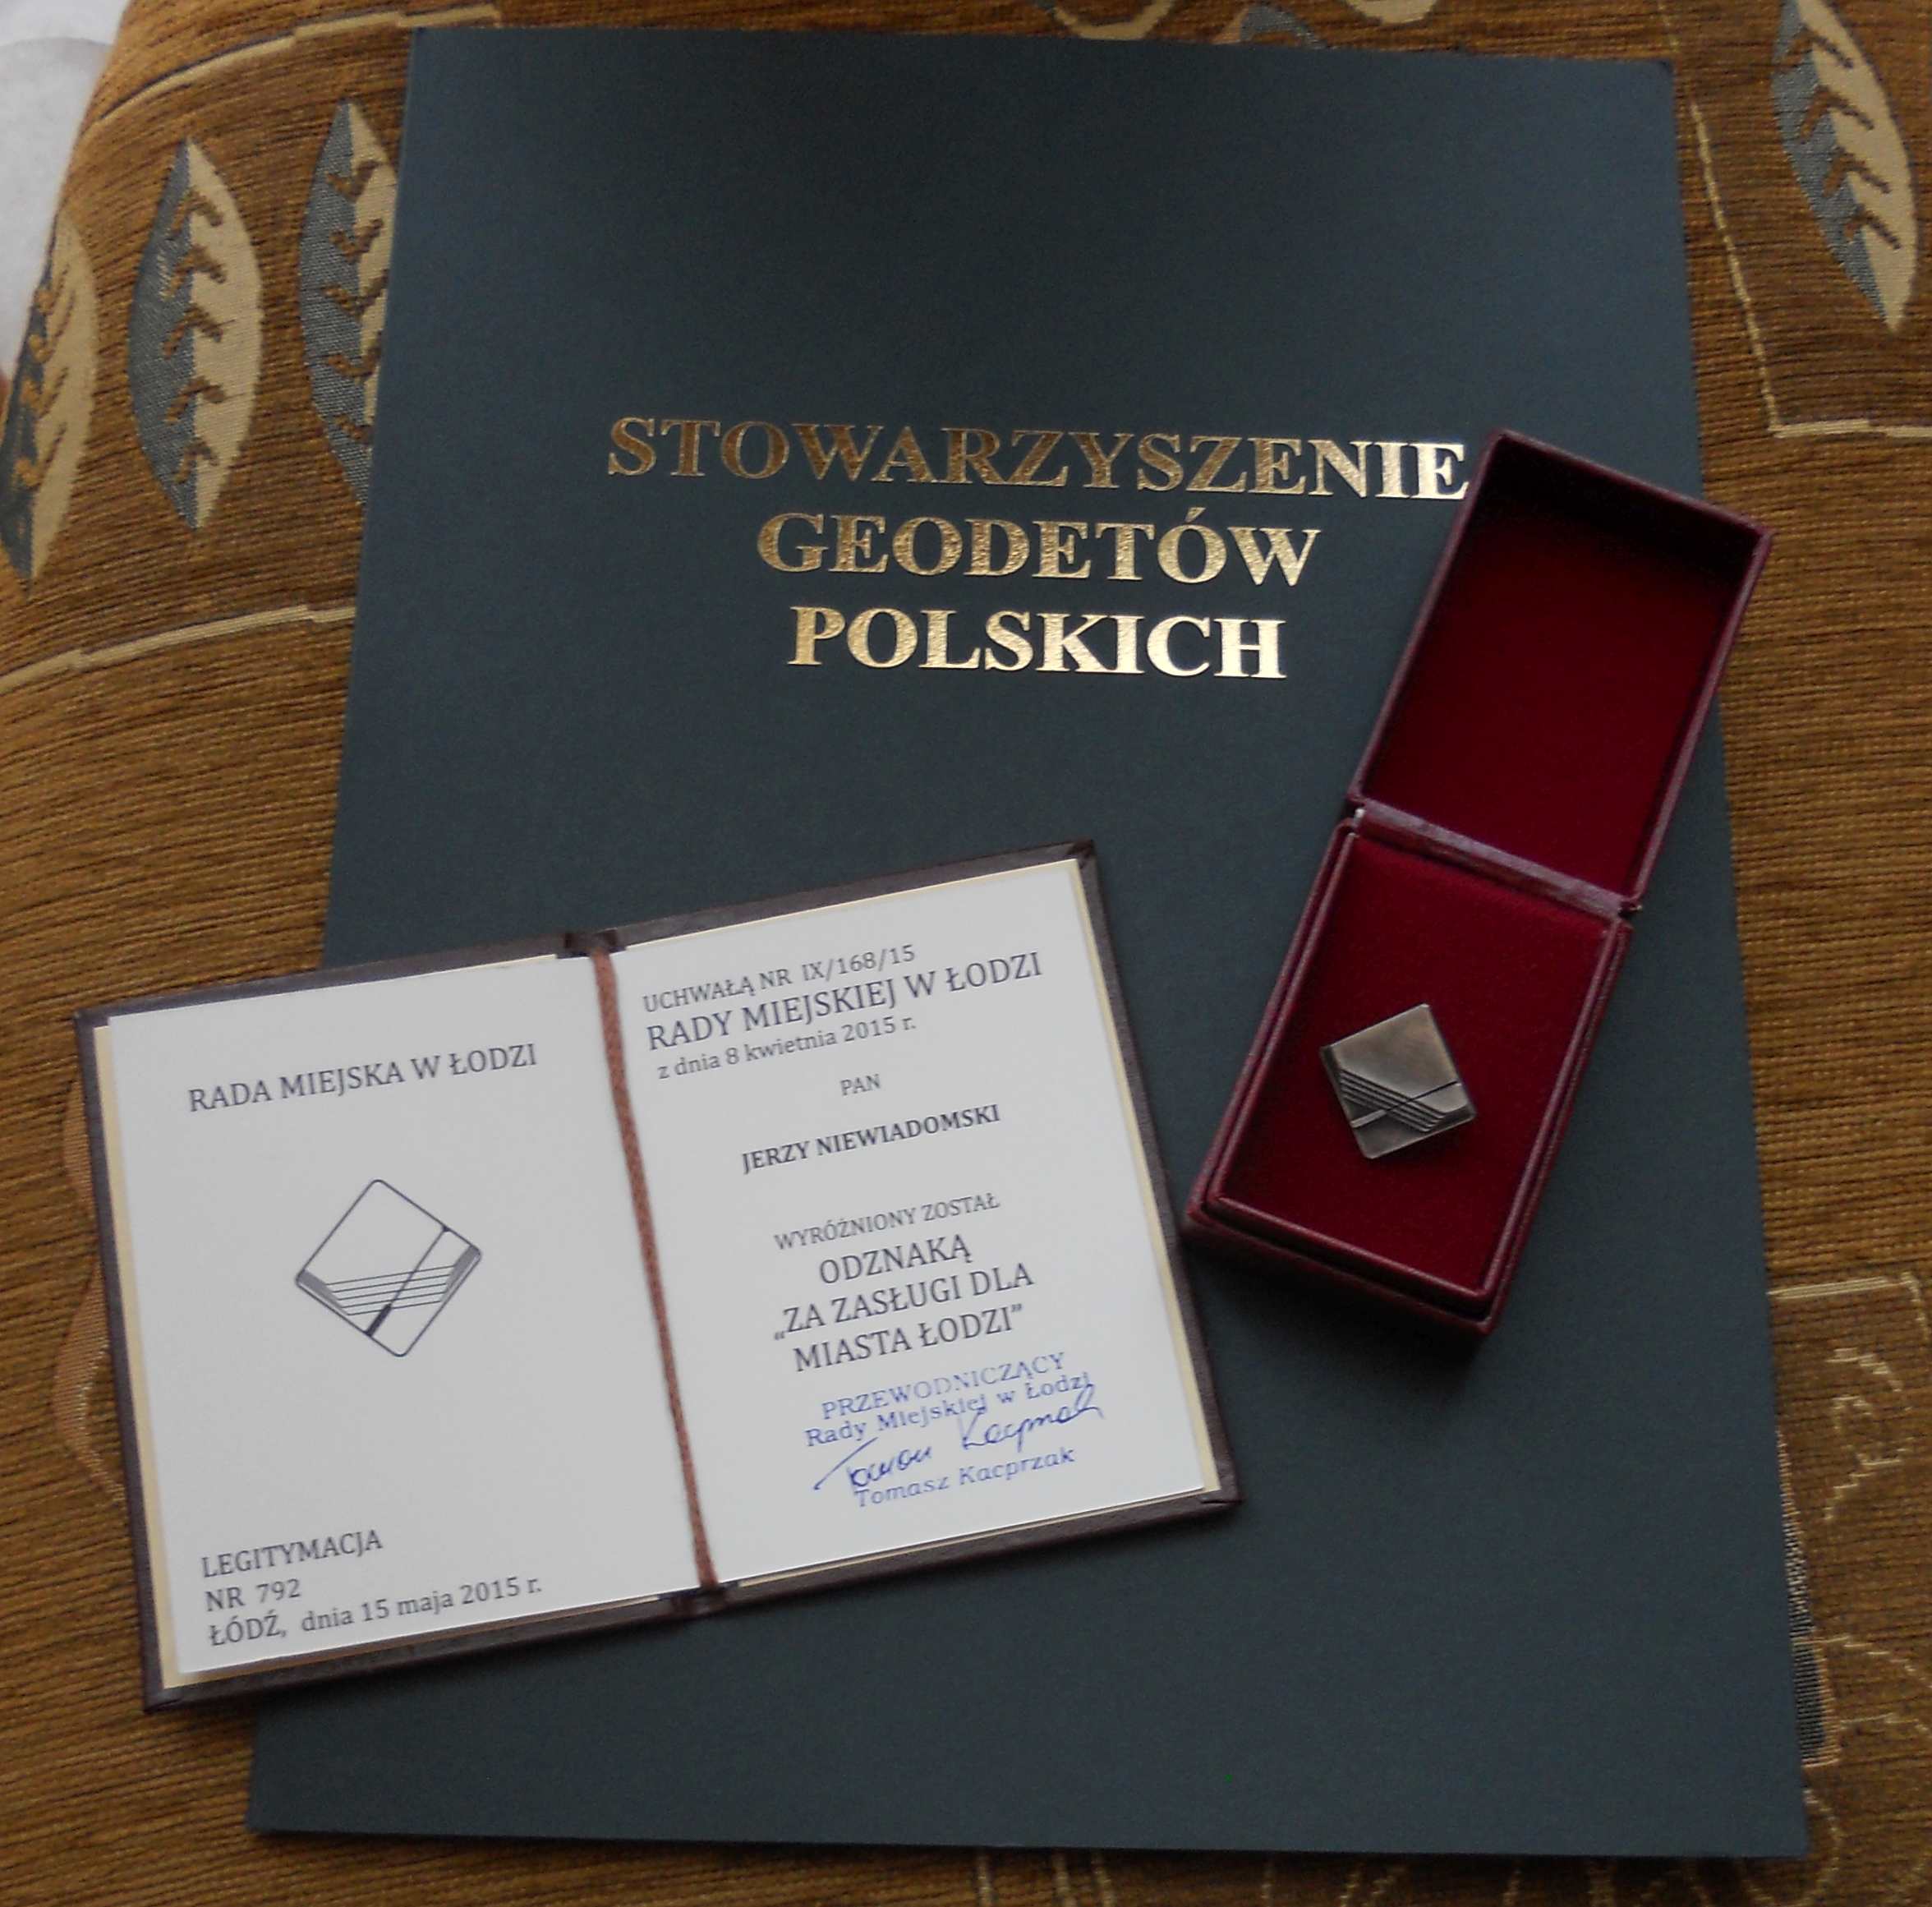 STOWARZYSZENIE
GEODETÓW
POLSKICH
RADA MIEJSKA W ŁODZI
LEGITYMACJA
NR 792
ŁÓDŹ, dnia 15 maja 2015 r.
UCHWAŁĄ NR IX/168/15
RADY MIEJSKIEJ W ŁODZI
z dnia 8 kwietnia 2015 r.
PAN
JERZY NIEWIADOMSKI
WYRÓŻNIONY ZOSTAŁ
ODZNAKĄ
„ZA ZASŁUGI DLA
MIASTA ŁODZI”
PRZEWODNICZĄCY
Rady Miejskiej w Łodzi
Tomasz Kacprzak